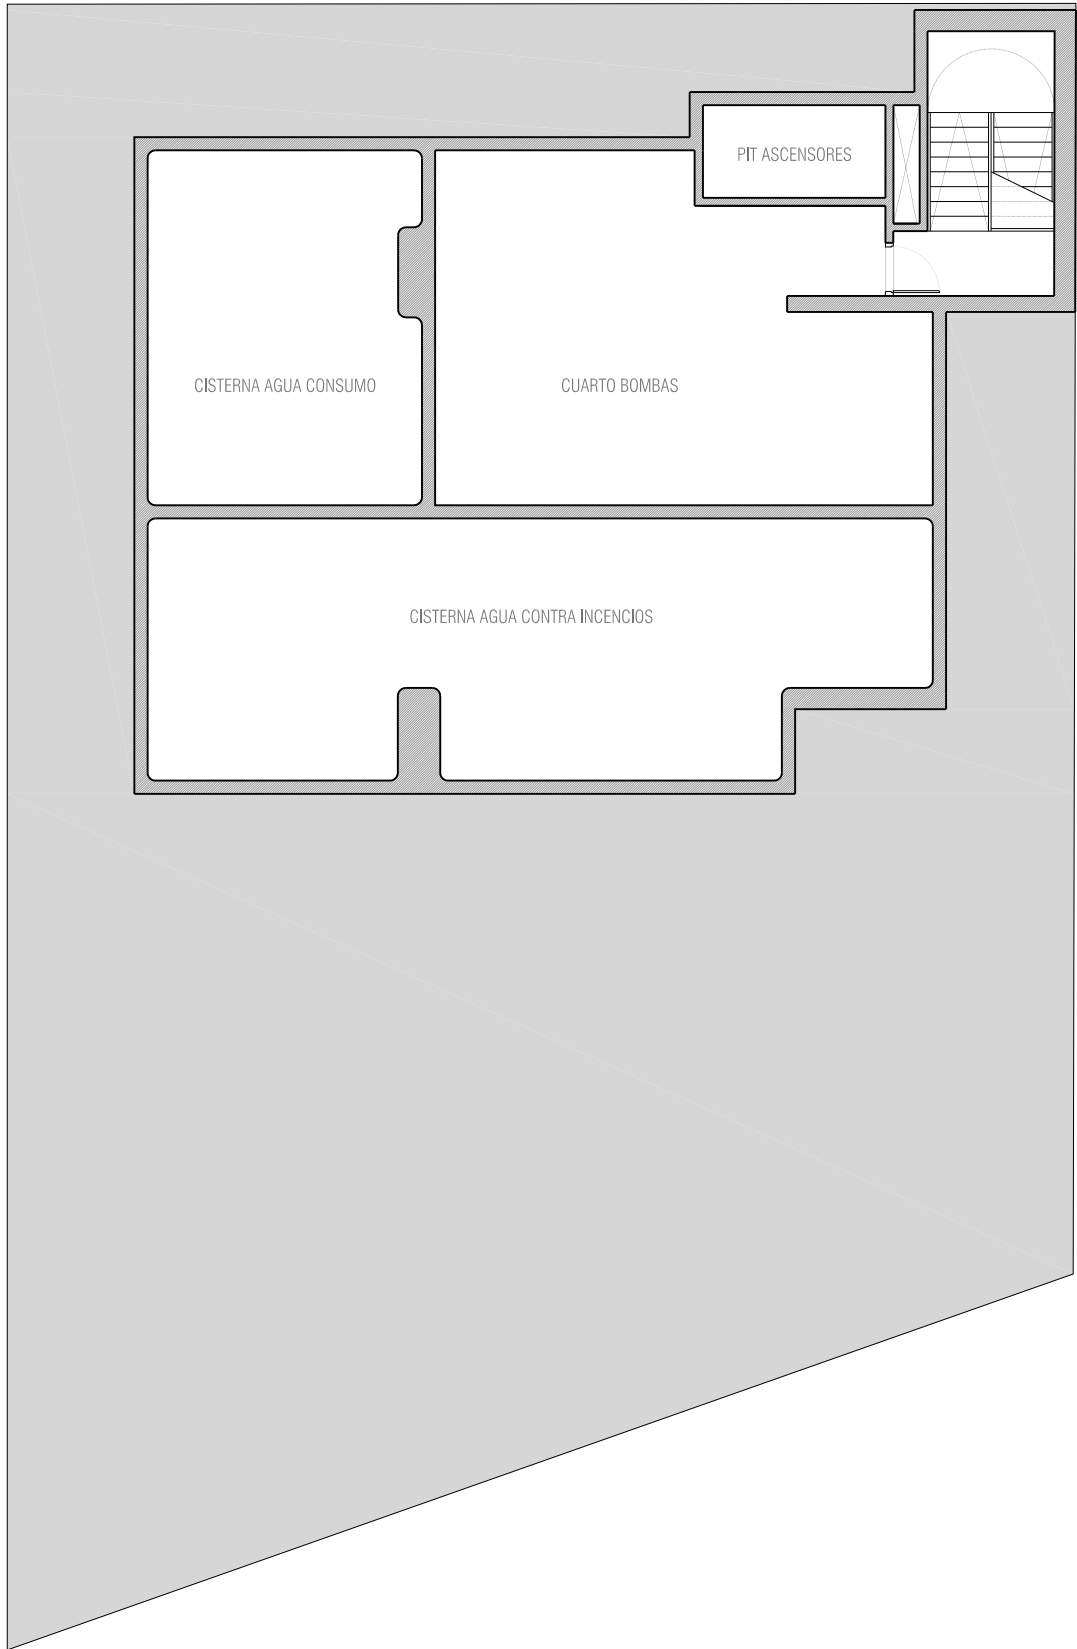 PIT ASCENSORES
CISTERNA AGUA CONSUMO
CUARTO BOMBAS
CISTERNA AGUA CONTRA INCENCIOS